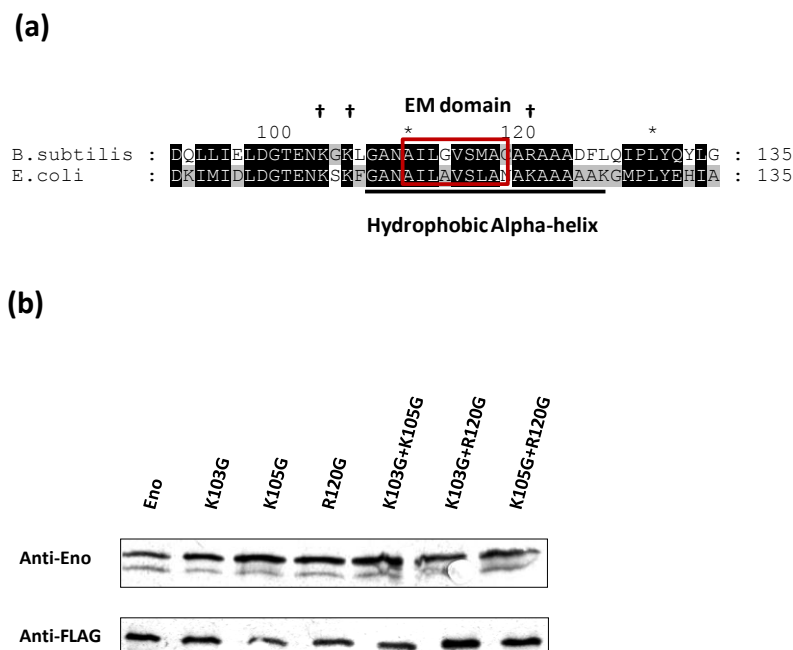 (a)
† † EM domain †
100 * 120 *
B.subtilis : DQLLIELDGTENKGKLGANAILGVSMAGARAAADFLQIPLYQYLG : 135
E.coli : DKIMIDLDGTENKSKFGANAILAVSLANAKAAAAAKGMPLYEHIA : 135
Hydrophobic Alpha-helix
(b)
Eno K103G K105G R120G K103G+K105G K103G+R120G K105G+R120G
Anti-Eno
Anti-FLAG